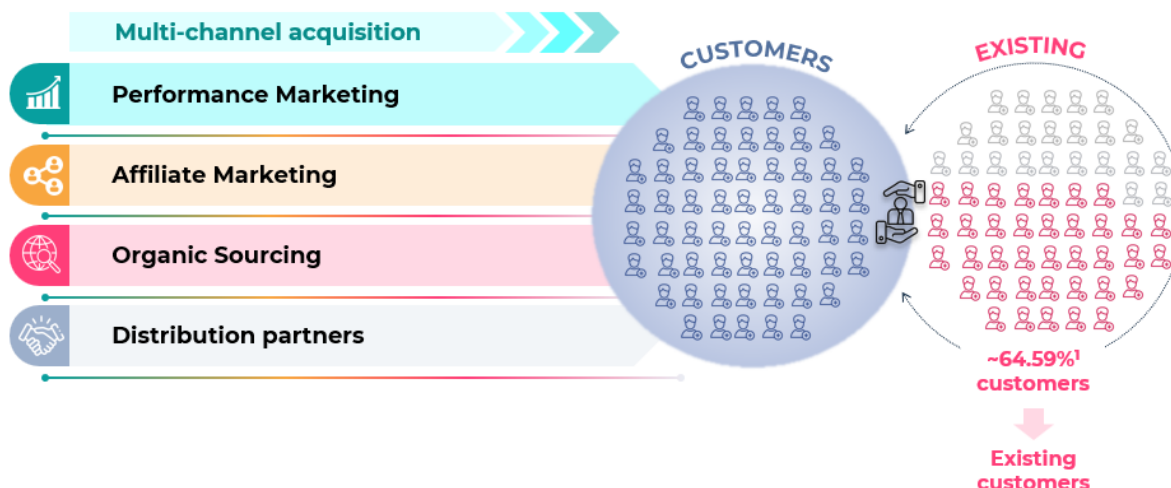 Multi-channel acquisition
Performance Marketing
Affiliate Marketing
Organic Sourcing
Distribution partners
CUSTOMERS
EXISTING
~64.59%¹
customers
Existing
customers